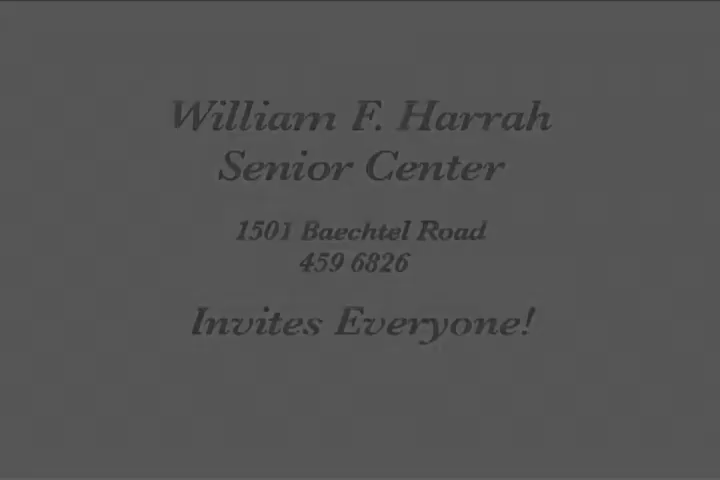 William F. Harrah
Senior Center
1501 Baechtel Road
459 6826
Invites Everyone!